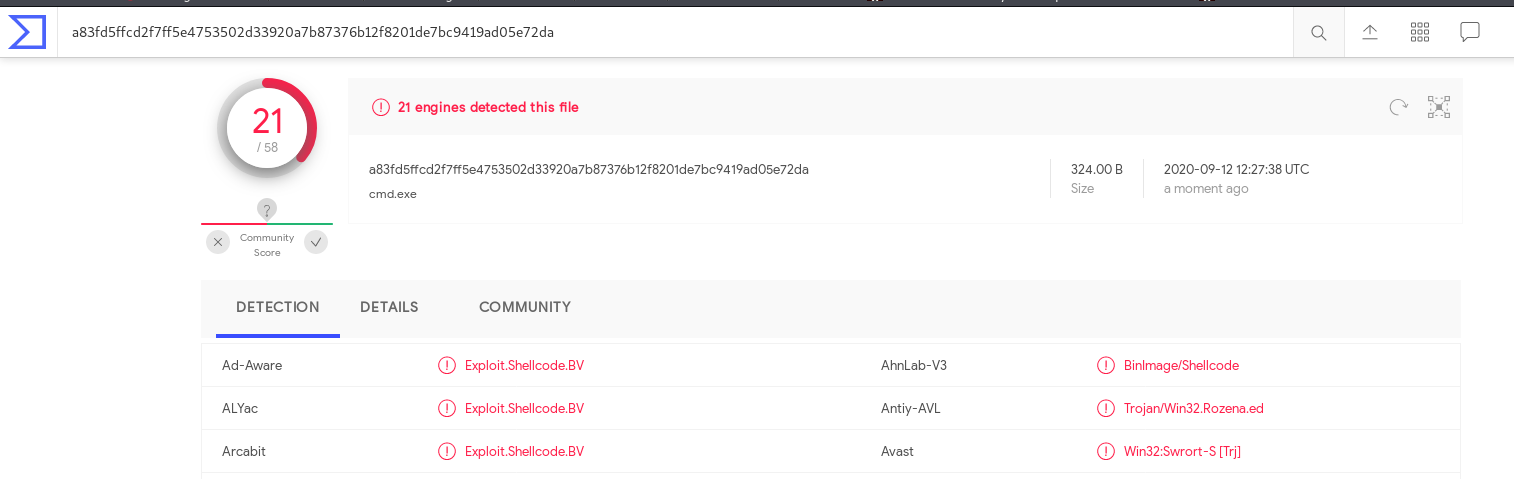 a83fd5ffcd2f7ff5e4753502d33920a7b87376b12f8201de7bc9419ad05e72da
21
/ 58
21 engines detected this file
a83fd5ffcd2f7ff5e4753502d33920a7b87376b12f8201de7bc9419ad05e72da
cmd.exe
324.00 B
Size
2020-09-12 12:27:38 UTC
a moment ago
?
Community
Score
DETECTION DETAILS COMMUNITY
Ad-Aware Exploit.Shellcode.BV AhnLab-V3 BinImage/Shellcode
ALYac Exploit.Shellcode.BV Antiy-AVL Trojan/Win32.Rozena.ed
Arcabit Exploit.Shellcode.BV Avast Win32:Swrort-S [Trj]